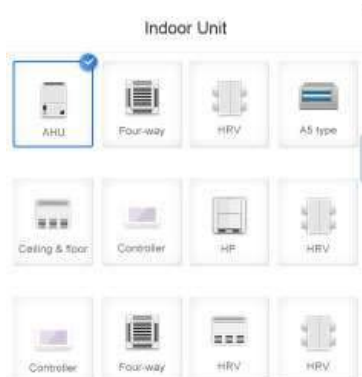 Indoor Unit
AHU
Four-way
HRV
A5 type
Ceiling & floor
Controller
HP
HRV
Controller
Four-way
HRV
HRV